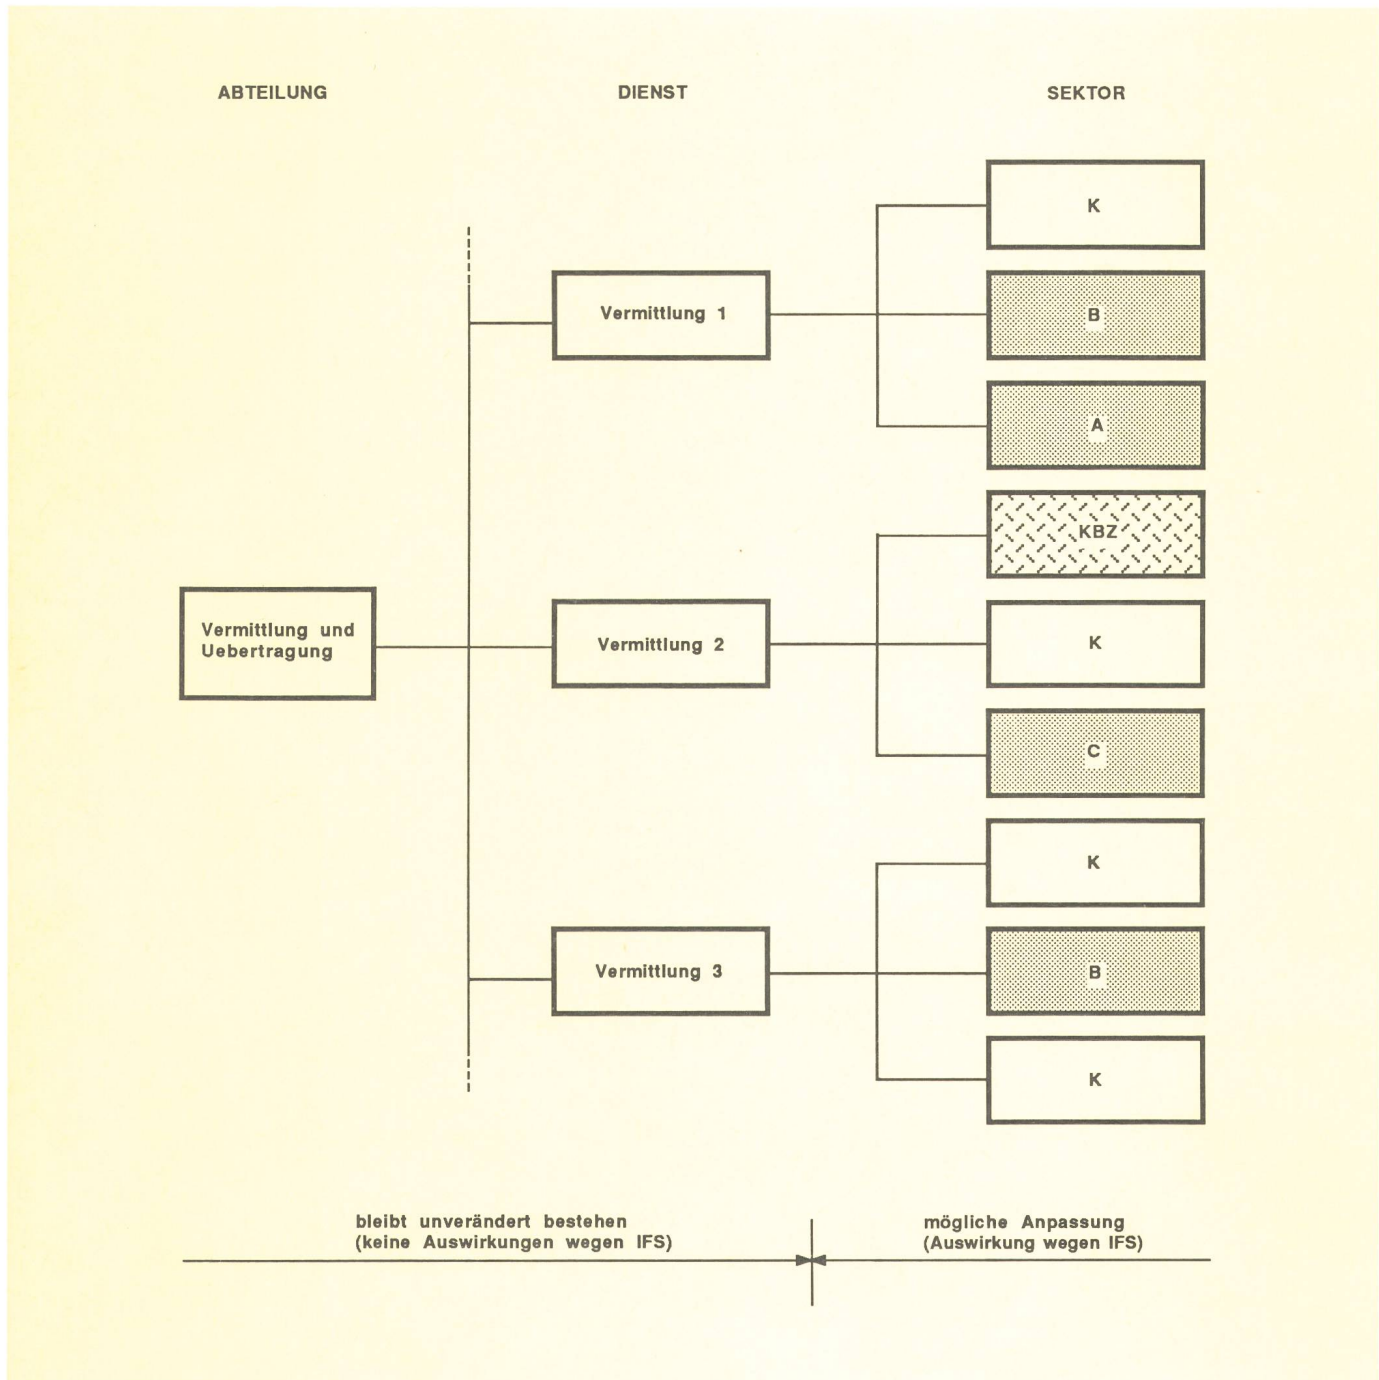 ABTEILUNG
DIENST
SEKTOR
K
Vermittlung 1
B
A
KBZ
Vermittlung und
Uebertragung
Vermittlung 2
K
C
K
Vermittlung 3
B
K
bleibt unverändert bestehen
(keine Auswirkungen wegen IFS)
mögliche Anpassung
(Auswirkung wegen IFS)